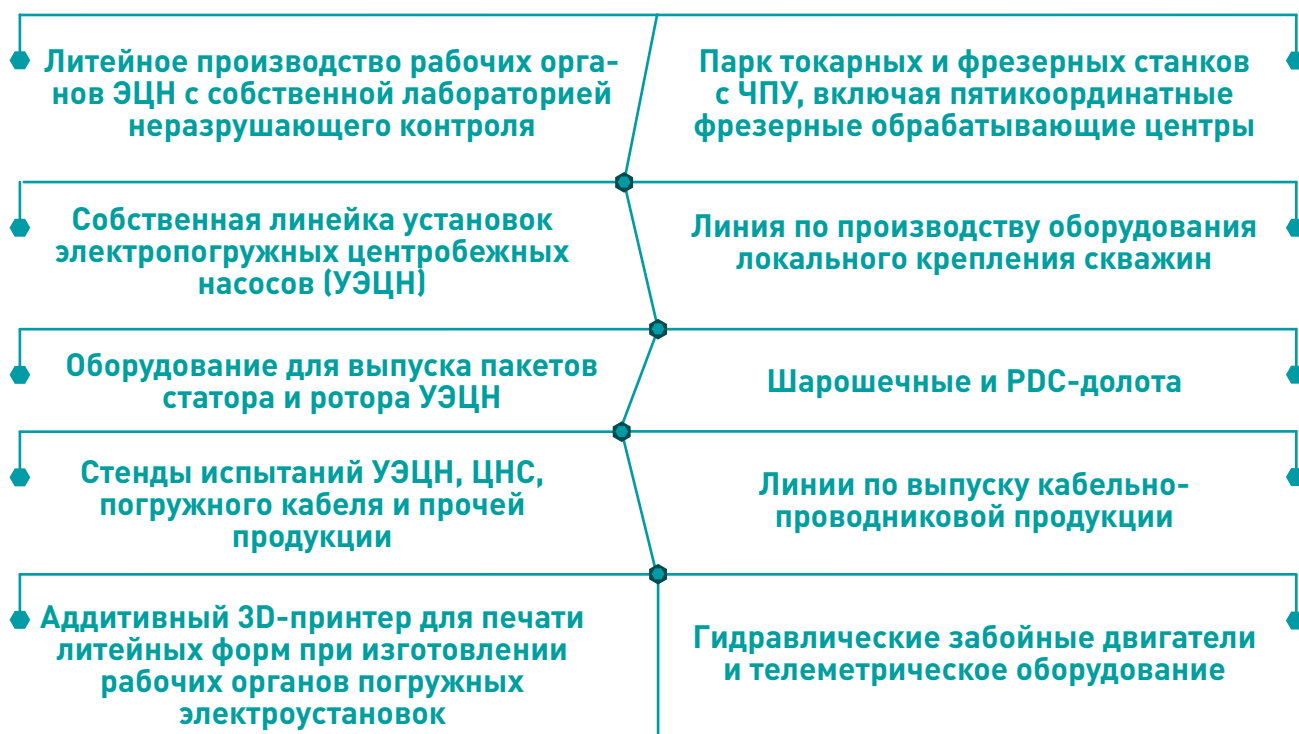 Литейное производство рабочих орга-
нов ЭЦН с собственной лабораторией
неразрушающего контроля
Парк токарных и фрезерных станков
с ЧПУ, включая пятикоординатные
фрезерные обрабатывающие центры
Собственная линейка установок
электропогружных центробежных
насосов (УЭЦН)
Линия по производству оборудования
локального крепления скважин
Оборудование для выпуска пакетов
статора и ротора УЭЦН
Шарошечные и PDC-долота
Стенды испытаний УЭЦН, ЦНС,
погружного кабеля и прочей
продукции
Линии по выпуску кабельно-
проводниковой продукции
Аддитивный 3D-принтер для печати
литейных форм при изготовлении
рабочих органов погружных
электроустановок
Гидравлические забойные двигатели
и телеметрическое оборудование